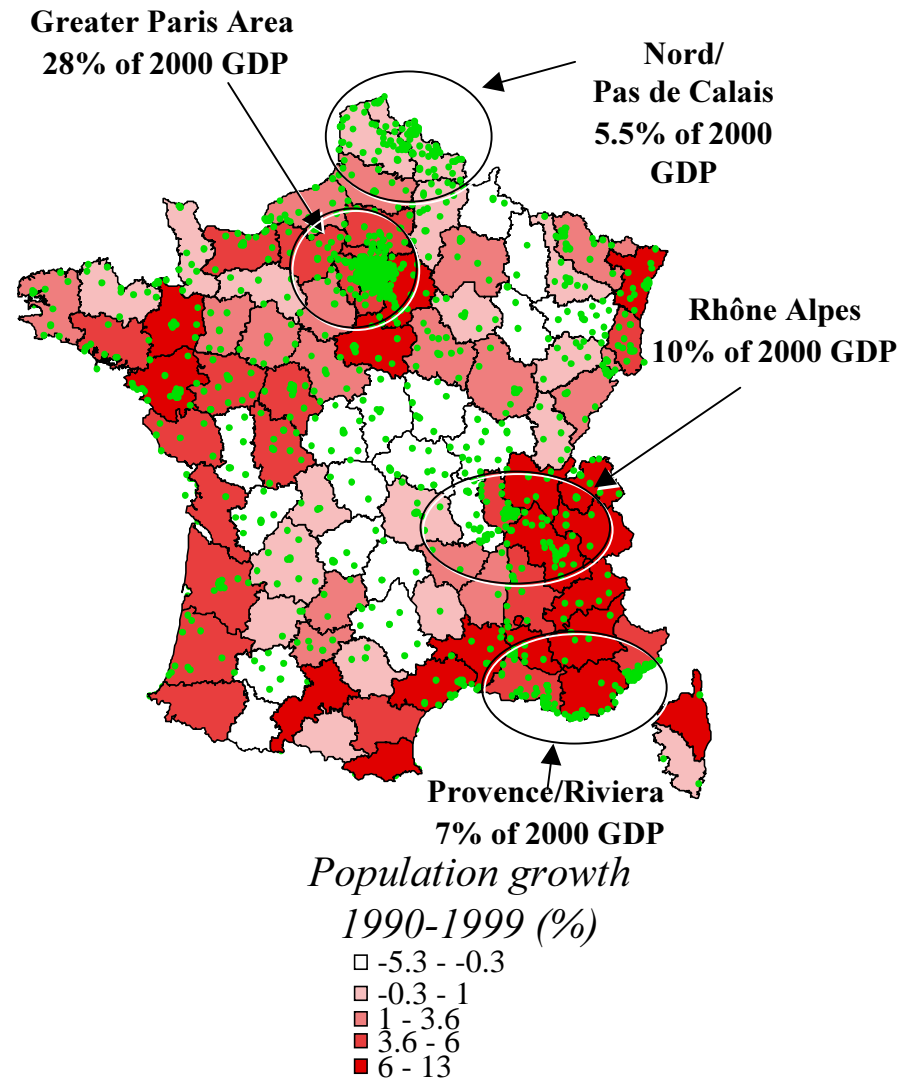 Greater Paris Area
28% of 2000 GDP
Nord/
Pas de Calais
5.5% of 2000
GDP
Rhône Alpes
10% of 2000 GDP
Provence/Riviera
7% of 2000 GDP
Population growth
1990-1999 (%)
-5.3 - -0.3
-0.3 - 1
1 - 3.6
3.6 - 6
6 - 13